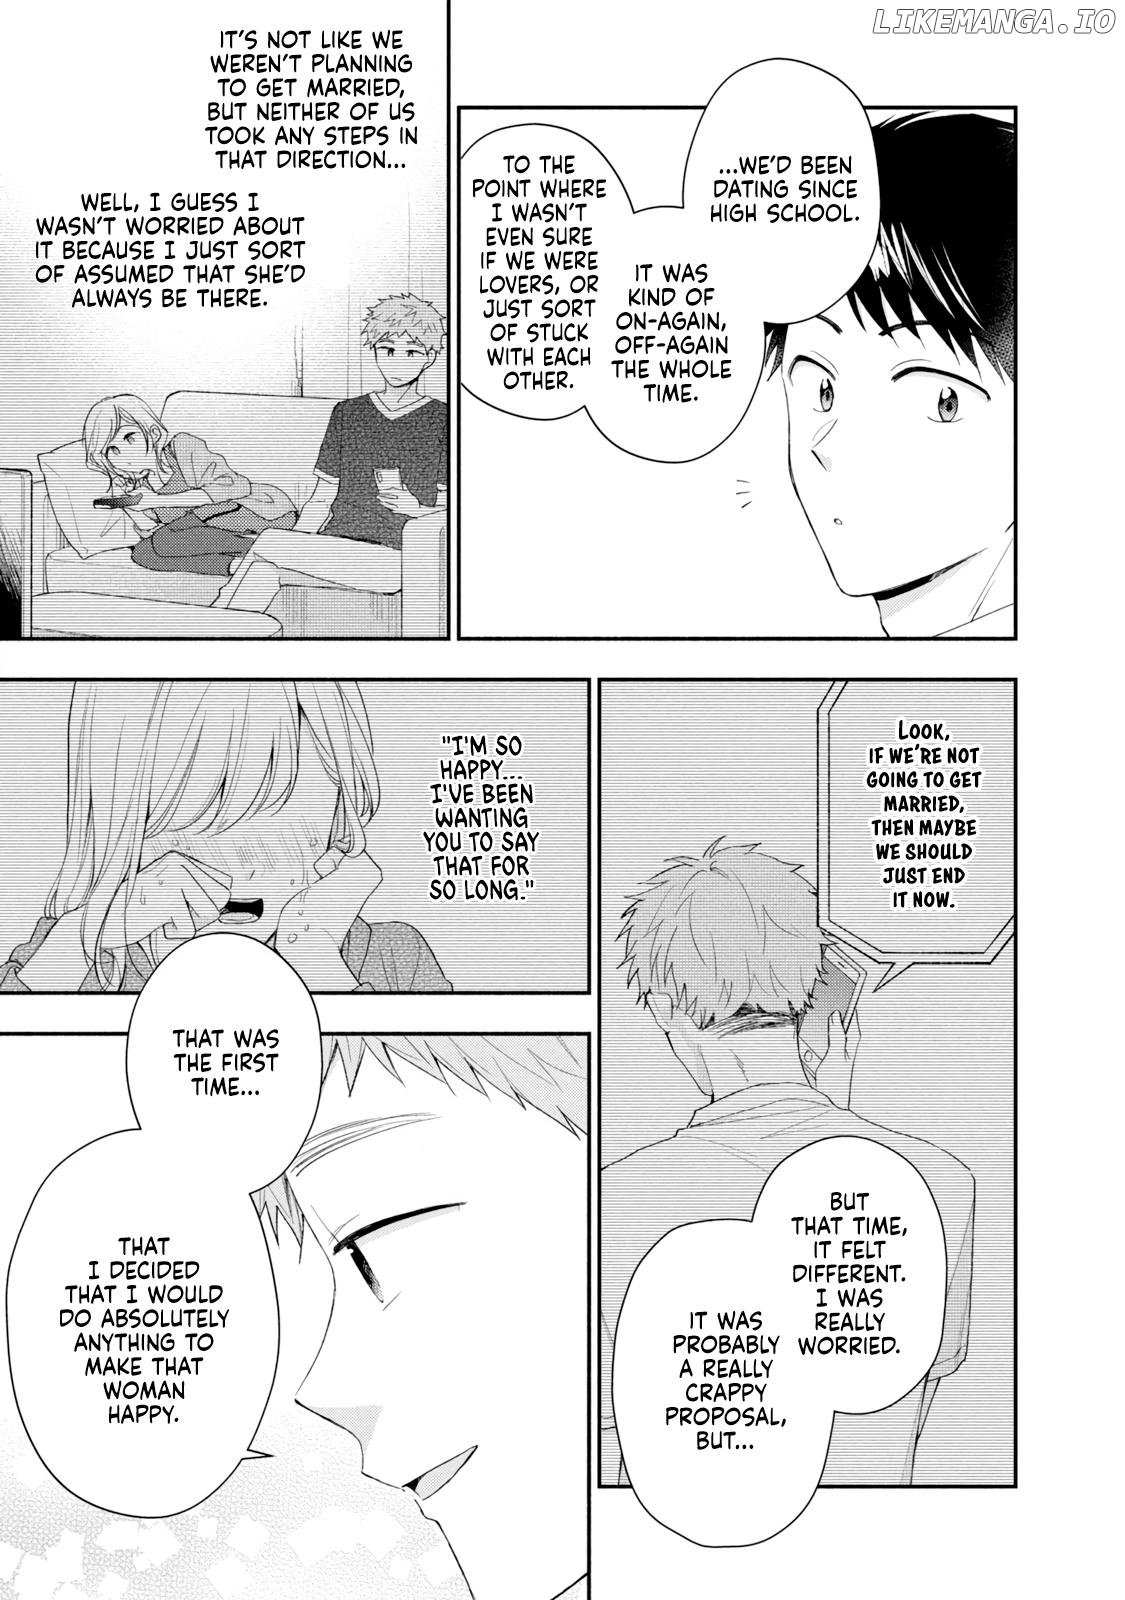 LIKEMANGA.IO
...WE'D BEEN
DATING SINCE
HIGH SCHOOL.
IT WAS
KIND OF
ON-AGAIN,
OFF-AGAIN
THE WHOLE
TIME.
TO THE
POINT WHERE
I WASN'T
EVEN SURE
IF WE WERE
LOVERS, OR
JUST SORT
OF STUCK
WITH EACH
OTHER.
IT'S NOT LIKE WE
WEREN'T PLANNING
TO GET MARRIED,
BUT NEITHER OF US
TOOK ANY STEPS IN
THAT DIRECTION...
WELL, I GUESS I
WASN'T WORRIED ABOUT
IT BECAUSE I JUST SORT
OF ASSUMED THAT SHE'D
ALWAYS BE THERE.
LOOK,
IF WE'RE NOT
GOING TO GET
MARRIED,
THEN MAYBE
WE SHOULD
JUST END
IT NOW.
BUT
THAT TIME,
IT FELT
DIFFERENT.
I WAS
REALLY
WORRIED.
IT WAS
PROBABLY
A REALLY
CRAPPY
PROPOSAL,
BUT...
"I'M SO
HAPPY...
I'VE BEEN
WANTING
YOU TO SAY
THAT FOR
SO LONG."
THAT WAS
THE FIRST
TIME...
THAT
I DECIDED
THAT I WOULD
DO ABSOLUTELY
ANYTHING TO
MAKE THAT
WOMAN
HAPPY.